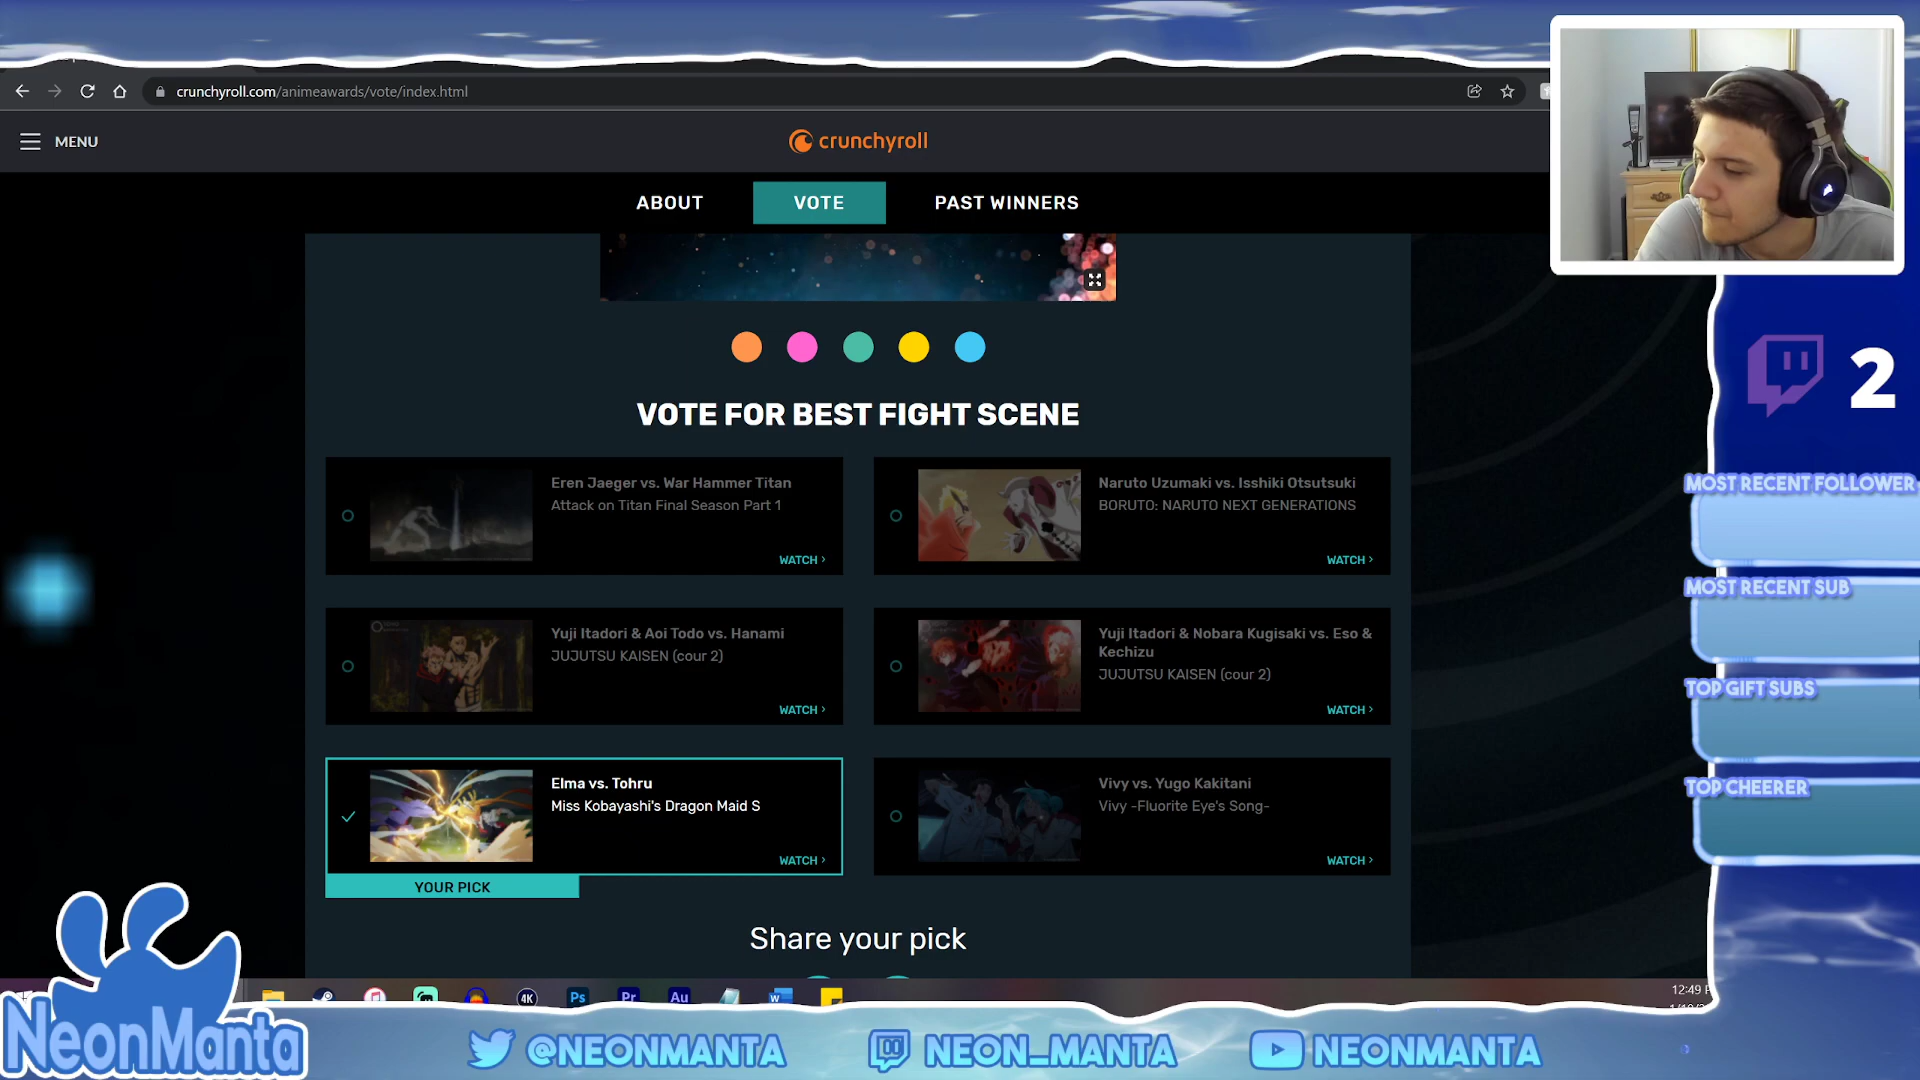 crunchyroll.com/animeawards/vote/index.html
MENU
crunchyroll
ABOUT
VOTE
PAST WINNERS
VOTE FOR BEST FIGHT SCENE
Eren Jaeger vs. War Hammer Titan
Attack on Titan Final Season Part 1
WATCH ›
Naruto Uzumaki vs. Isshiki Otsutsuki
BORUTO: NARUTO NEXT GENERATIONS
WATCH ›
Yuji Itadori & Aoi Todo vs. Hanami
JUJUTSU KAISEN (cour 2)
WATCH ›
Yuji Itadori & Nobara Kugisaki vs. Eso &
Kechizu
JUJUTSU KAISEN (cour 2)
WATCH ›
Elma vs. Tohru
Miss Kobayashi's Dragon Maid S
WATCH ›
YOUR PICK
Vivy vs. Yugo Kakitani
Vivy -Fluorite Eye's Song-
WATCH ›
Share your pick
2
MOST RECENT FOLLOWER
MOST RECENT SUB
TOP GIFT SUBS
TOP CHEERER
4K
Ps
Pr
Au
W
12:49
NeonManta
@NEONMANTA
NEON_MANTA
NEONMANTA